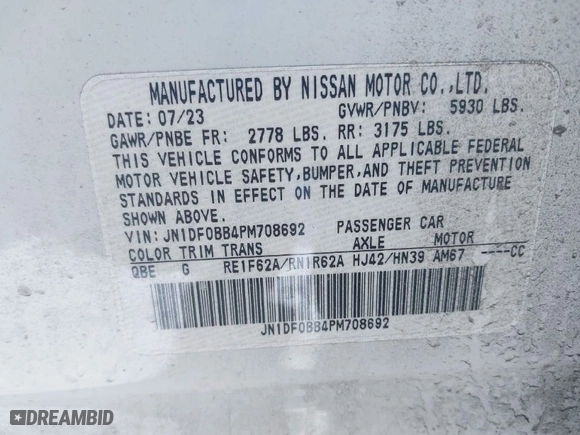 MANUFACTURED BY NISSAN MOTOR CO.,LTD.
DATE: 07/23 GVWR/PNBV: 5930 LBS.
GAWR/PNBE FR: 2778 LBS. RR: 3175 LBS.
THIS VEHICLE CONFORMS TO ALL APPLICABLE FEDERAL
MOTOR VEHICLE SAFETY,BUMPER,AND THEFT PREVENTION
STANDARDS IN EFFECT ON THE DATE OF MANUFACTURE
SHOWN ABOVE.
VIN: JN1DF0BB4PM708692 PASSENGER CAR
COLOR TRIM TRANS AXLE MOTOR
QBE G RE1F62A/RN1R62A HJ42/HN39 AM67 ----CC
JN1DF0BB4PM708692
DREAMBID